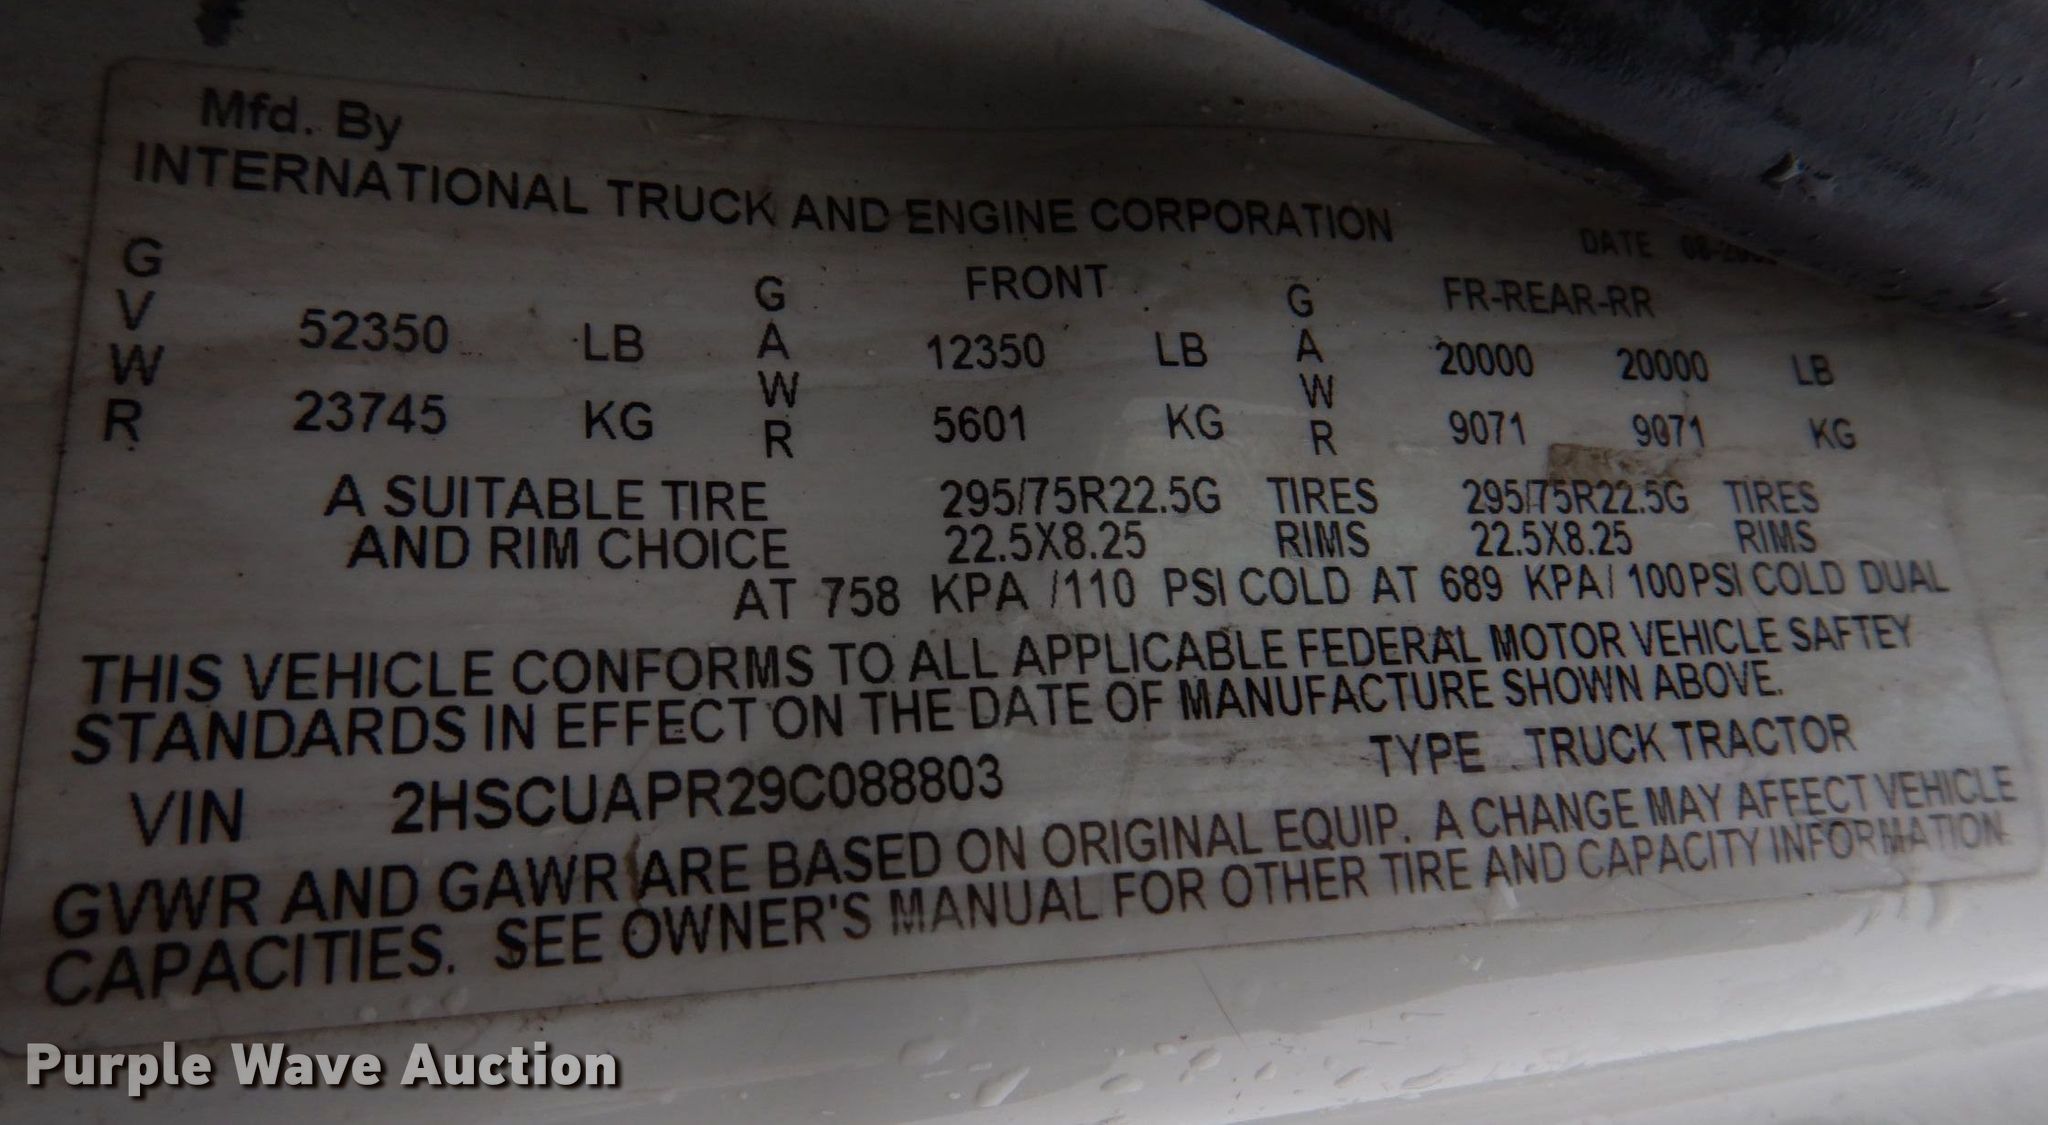 Mfd. By
INTERNATIONAL TRUCK AND ENGINE CORPORATION
DATE
GVWR
52350 LB
23745 KG
GAWR
FRONT
12350 LB
5601 KG
GAWR
FR-REAR-RR
20000 20000 LB
9071 9071 KG
A SUITABLE TIRE 295/75R22.5G TIRES 295/75R22.5G TIRES
AND RIM CHOICE 22.5X8.25 RIMS 22.5X8.25 RIMS
AT 758 KPA /110 PSI COLD AT 689 KPA/ 100PSI COLD DUAL
THIS VEHICLE CONFORMS TO ALL APPLICABLE FEDERAL MOTOR VEHICLE SAFTEY
STANDARDS IN EFFECT ON THE DATE OF MANUFACTURE SHOWN ABOVE.
VIN 2HSCUAPR29C088803 TYPE TRUCK TRACTOR
GVWR AND GAWR ARE BASED ON ORIGINAL EQUIP. A CHANGE MAY AFFECT VEHICLE
CAPACITIES. SEE OWNER'S MANUAL FOR OTHER TIRE AND CAPACITY INFORMATION.
Purple Wave Auction